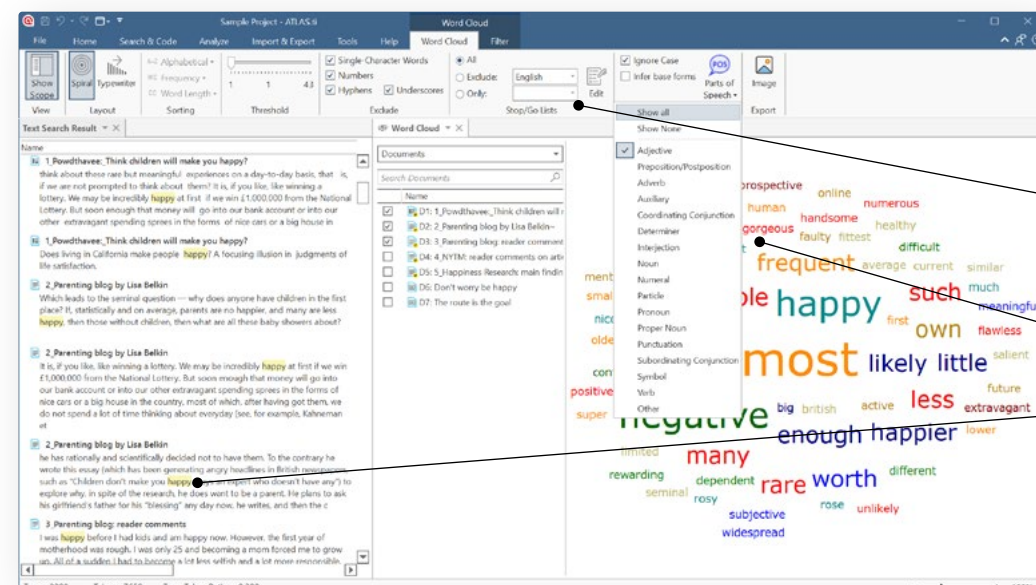 Sample Project - ATLAS.ti
Word Cloud
File Home Search & Code Analyze Import & Export Tools Help Word Cloud Filter
Show Scope
Spiral
Typewriter
Alphabetical
Frequency
Word Length
1 1 43
Single-Character Words
Numbers
Hyphens
Underscores
All
Exclude: English
Only:
Edit
Ignore Case
Infer base forms
POS
Parts of Speech
Image
View Layout Sorting Threshold Exclude Stop/Go Lists Export
Text Search Result
Name
1_Powdthavee:_Think children will make you happy?
think about these rare but meaningful experiences on a day-to-day basis, that is,
if we are not prompted to think about them? It is, if you like, like winning a
lottery. We may be incredibly happy at first if we win £1,000,000 from the National
Lottery. But soon enough that money will go into our bank account or into our
other extravagant spending sprees in the forms of nice cars or a big house in
1_Powdthavee:_Think children will make you happy?
Does living in California make people happy? A focusing illusion in judgments of
life satisfaction.
2_Parenting blog by Lisa Belkin
Which leads to the seminal question — why does anyone have children in the first
place? If, statistically and on average, parents are no happier, and many are less
happy, then those without children, then what are all these baby showers about?
2_Parenting blog by Lisa Belkin
It is, if you like, like winning a lottery. We may be incredibly happy at first if we win
£1,000,000 from the National Lottery. But soon enough that money will go into
our bank account or into our other extravagant spending sprees in the forms of
nice cars or a big house in the country, most of which, after having got them, we
do not spend a lot of time thinking about everyday (see, for example, Kahneman
et
2_Parenting blog by Lisa Belkin
he has rationally and scientifically decided not to have them. To the contrary he
wrote this essay (which has been generating angry headlines in British newspapers
such as "Children don't make you happy an expert who doesn't have any") to
explore why, in spite of the research, he does want to be a parent. He plans to ask
his girlfriend's father for his "blessing" any day now, he writes, and then the c
3_Parenting blog: reader comments
I was happy before I had kids and am happy now. However, the first year of
motherhood was rough. I was only 25 and becoming a mom forced me to grow
up. All of a sudden I had to become a lot less selfish and a lot more responsible.
Word Cloud
Documents
Search Documents
Name
D1: 1_Powdthavee:_Think children will r
D2: 2_Parenting blog by Lisa Belkin~
D3: 3_Parenting blog: reader comment
D4: 4_NYTM: reader comments on arti
D5: 5_Happiness Research: main findin
D6: Don't worry be happy
D7: The route is the goal
Show all
Show None
Adjective
Preposition/Postposition
Adverb
Auxiliary
Coordinating Conjunction
Determiner
Interjection
Noun
Numeral
Particle
Pronoun
Proper Noun
Punctuation
Subordinating Conjunction
Symbol
Verb
Other
prospective online
human handsome numerous
gorgeous faulty fittest healthy
difficult
frequent average current similar
happy such much
meaningfu
first own flawless
most likely little salient
positive
future
big british active less extravagant
super negative enough happier lower
limited many
rewarding dependent rare worth different
seminal rosy rose unlikely
subjective
widespread